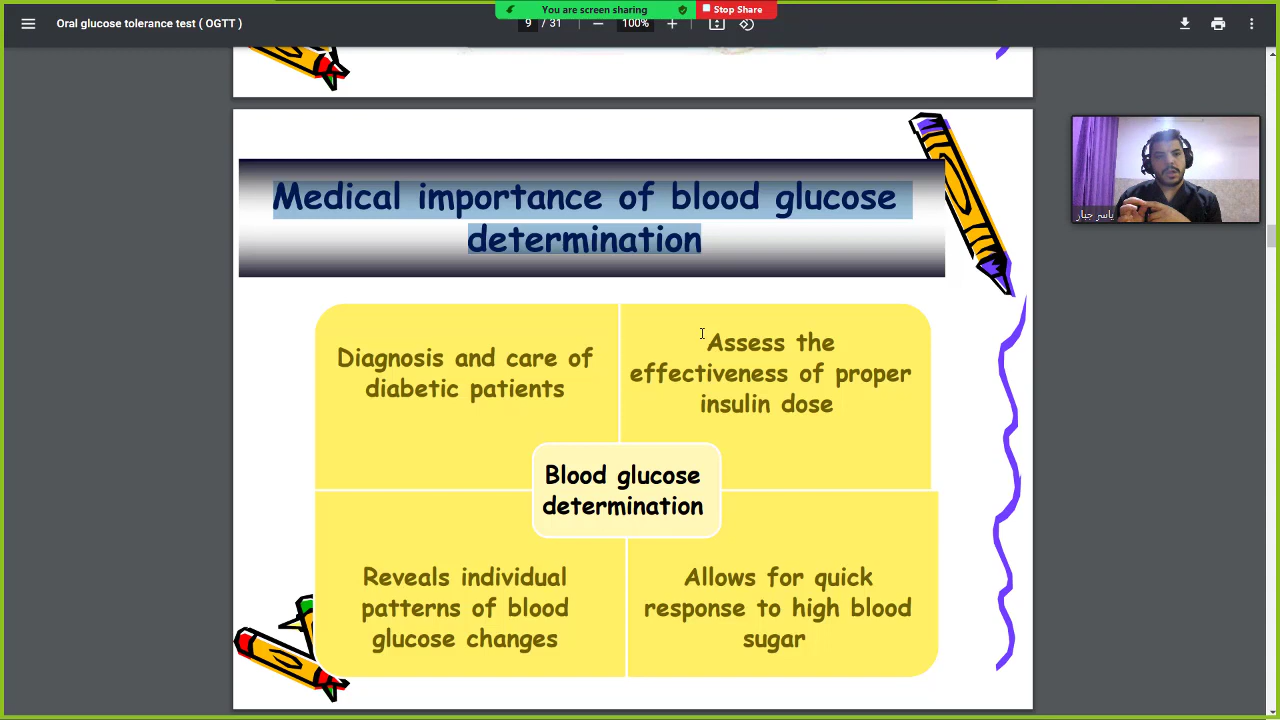 You are screen sharing
Stop Share
Oral glucose tolerance test ( OGTT )
9 / 31
100%
Medical importance of blood glucose
determination
Diagnosis and care of
diabetic patients
Assess the
effectiveness of proper
insulin dose
Blood glucose
determination
Reveals individual
patterns of blood
glucose changes
Allows for quick
response to high blood
sugar
ياسر جبار